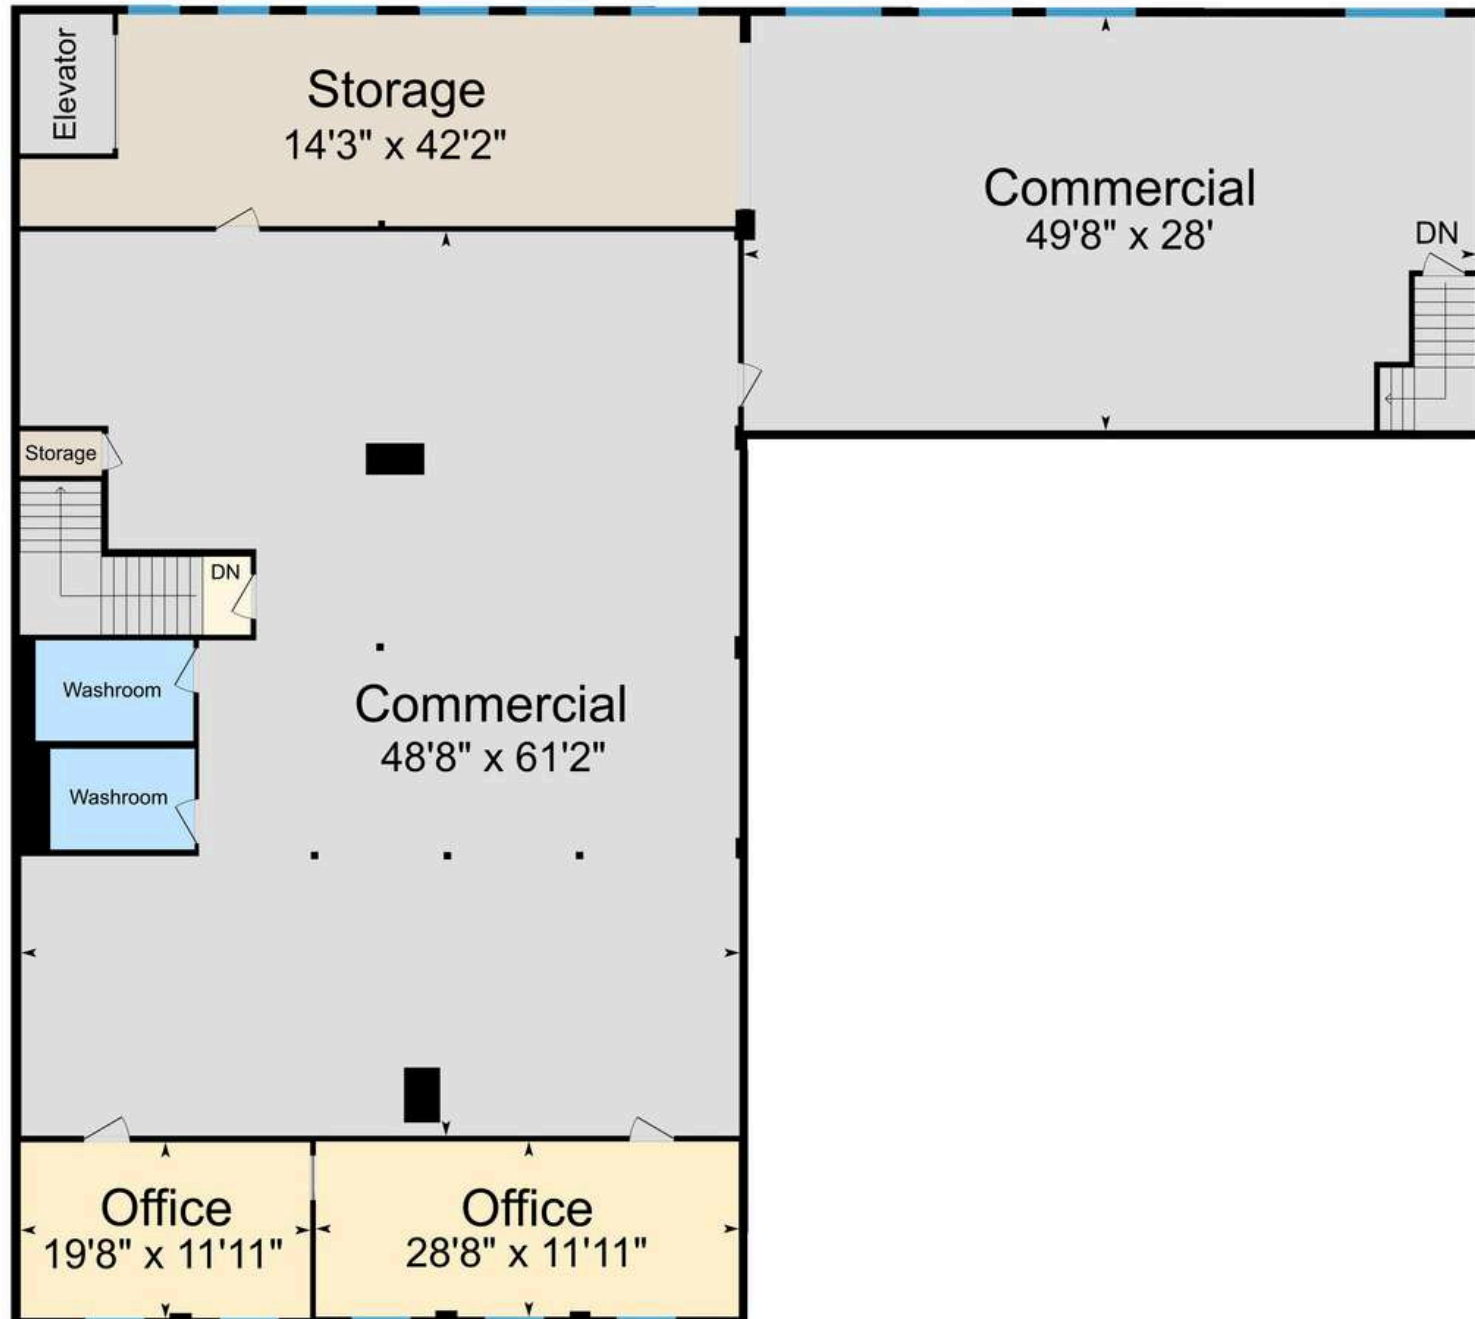 Elevator
Storage
14'3" x 42'2"
Commercial
49'8" x 28'
DN
Storage
DN
Washroom
Commercial
48'8" x 61'2"
Washroom
Office
19'8" x 11'11"
Office
28'8" x 11'11"